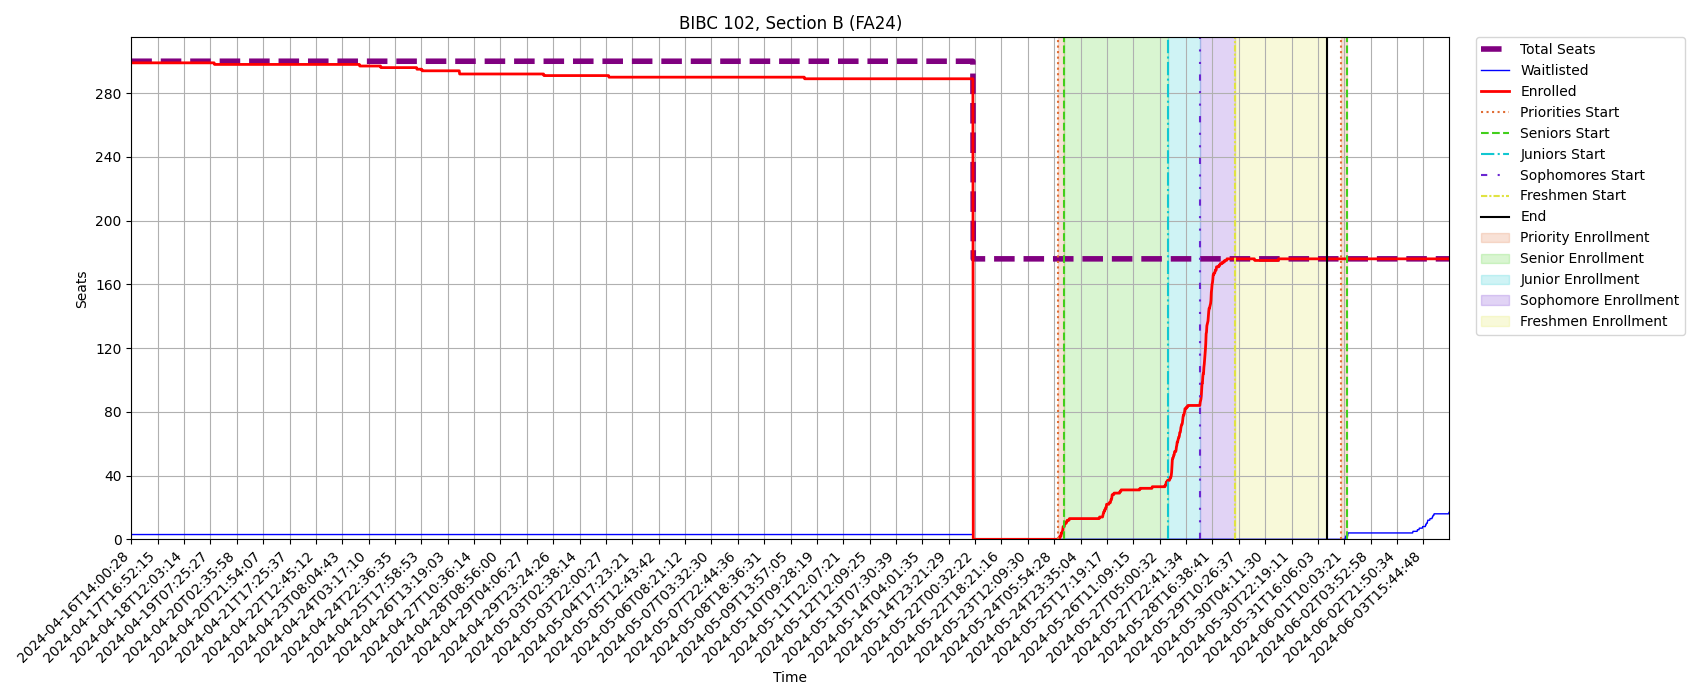 BIBC 102, Section B (FA24)
Total Seats
Waitlisted
Enrolled
Priorities Start
Seniors Start
Juniors Start
Sophomores Start
Freshmen Start
End
Priority Enrollment
Senior Enrollment
Junior Enrollment
Sophomore Enrollment
Freshmen Enrollment
Seats
280
240
200
160
120
80
40
0
2024-04-16T14:00:28
2024-04-17T16:52:15
2024-04-18T12:03:14
2024-04-19T07:25:27
2024-04-20T02:35:58
2024-04-20T21:54:07
2024-04-21T17:25:37
2024-04-22T12:45:12
2024-04-23T08:04:43
2024-04-24T03:17:10
2024-04-24T22:36:35
2024-04-25T17:58:53
2024-04-26T13:19:03
2024-04-27T10:36:14
2024-04-28T08:56:00
2024-04-29T04:06:27
2024-04-29T23:24:26
2024-05-03T02:38:14
2024-05-03T22:00:27
2024-05-04T17:23:21
2024-05-05T12:43:42
2024-05-06T08:21:12
2024-05-07T03:32:30
2024-05-07T22:44:36
2024-05-08T18:36:31
2024-05-09T13:57:05
2024-05-10T09:28:19
2024-05-11T12:07:21
2024-05-12T12:09:25
2024-05-13T07:30:39
2024-05-14T04:01:35
2024-05-14T23:21:29
2024-05-22T00:32:22
2024-05-22T18:21:16
2024-05-23T12:09:30
2024-05-24T05:54:28
2024-05-24T23:35:04
2024-05-25T17:19:17
2024-05-26T11:09:15
2024-05-27T05:00:32
2024-05-27T22:41:34
2024-05-28T16:38:41
2024-05-29T10:26:37
2024-05-30T04:11:30
2024-05-30T22:19:11
2024-05-31T16:06:03
2024-06-01T10:03:21
2024-06-02T03:52:58
2024-06-02T21:50:34
2024-06-03T15:44:48
Time